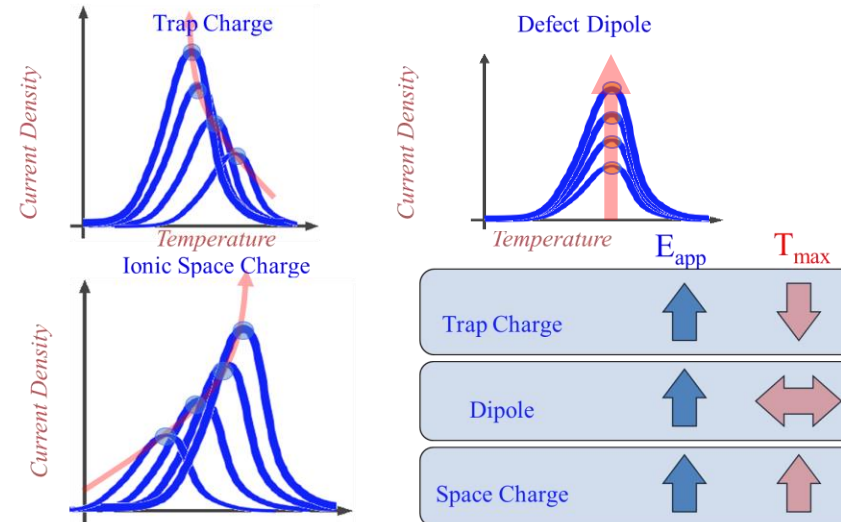 Trap Charge
Current Density
Temperature
Defect Dipole
Current Density
Temperature
Ionic Space Charge
Current Density
E_app T_max
Trap Charge
Dipole
Space Charge